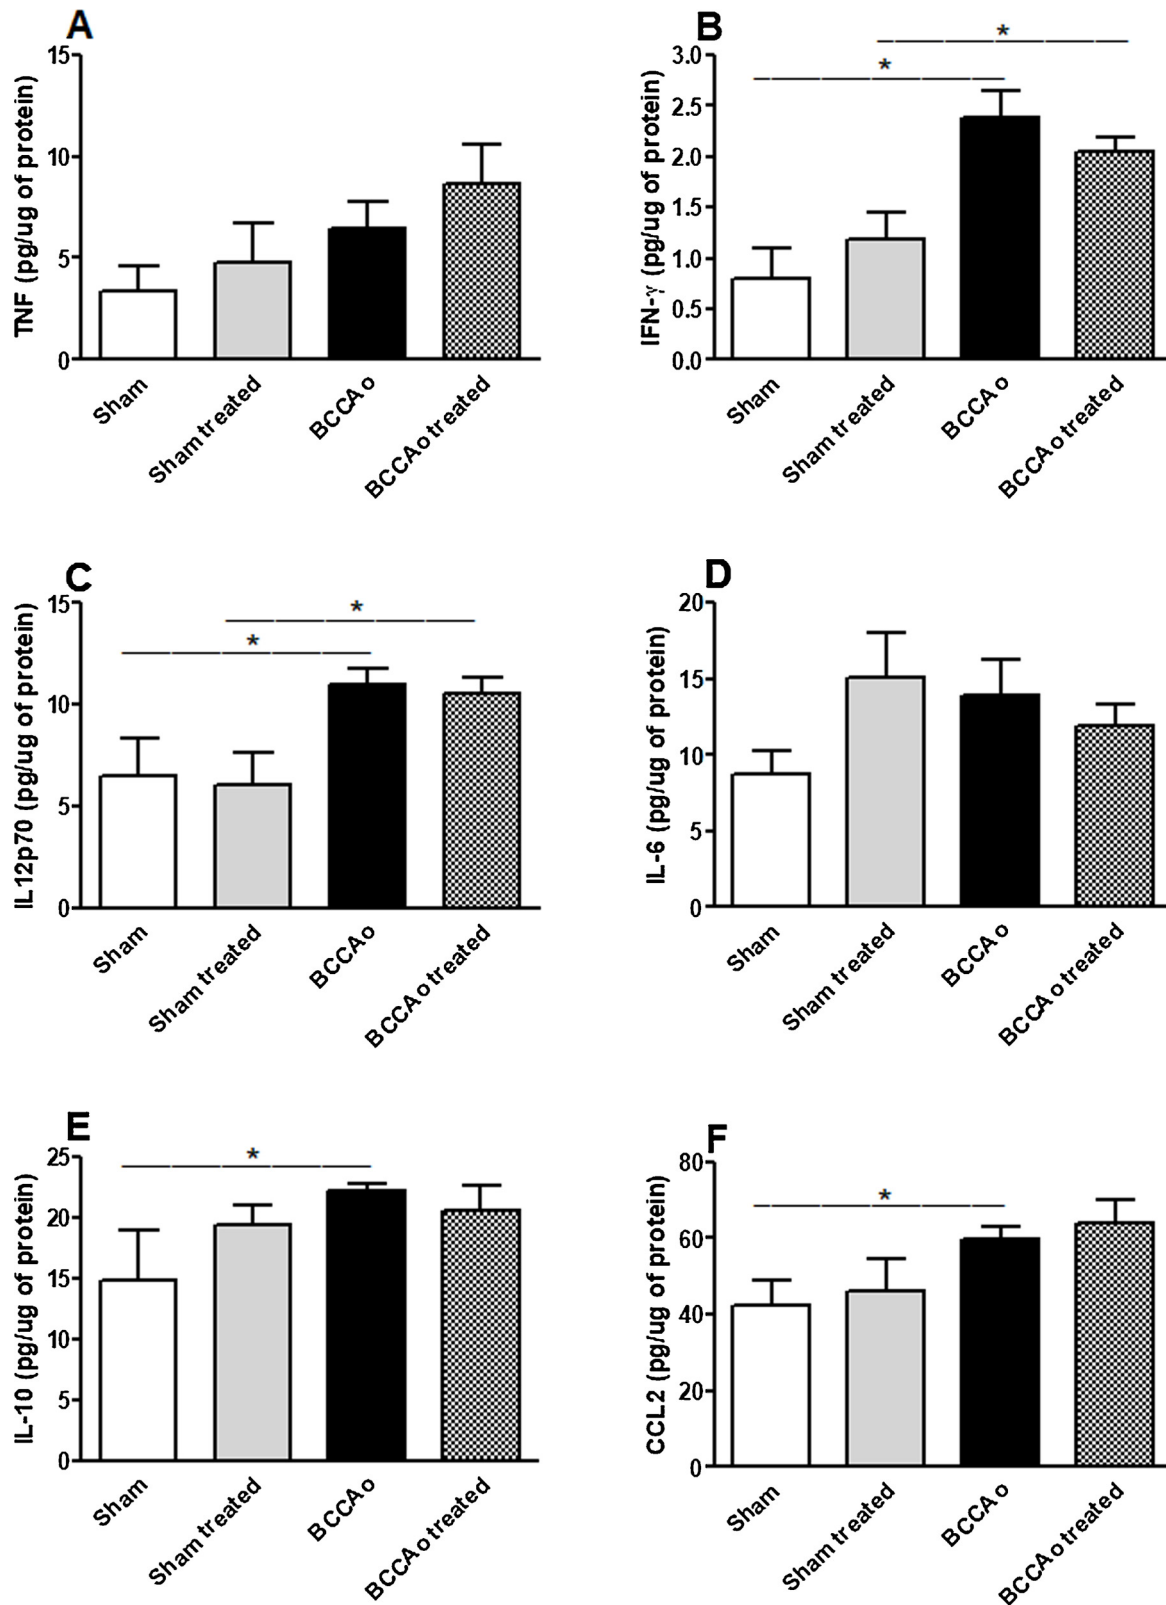 A
TNF (pg/ug of protein)
15
10
5
0
Sham
Sham treated
BCCAo
BCCAo treated
B
*
*
IFN-γ (pg/ug of protein)
3.0
2.5
2.0
1.5
1.0
0.5
0.0
Sham
Sham treated
BCCAo
BCCAo treated
C
*
*
IL12p70 (pg/ug of protein)
15
10
5
0
Sham
Sham treated
BCCAo
BCCAo treated
D
IL-6 (pg/ug of protein)
20
15
10
5
0
Sham
Sham treated
BCCAo
BCCAo treated
E
*
IL-10 (pg/ug of protein)
25
20
15
10
5
0
Sham
Sham treated
BCCAo
BCCAo treated
F
*
CCL2 (pg/ug of protein)
80
60
40
20
0
Sham
Sham treated
BCCAo
BCCAo treated